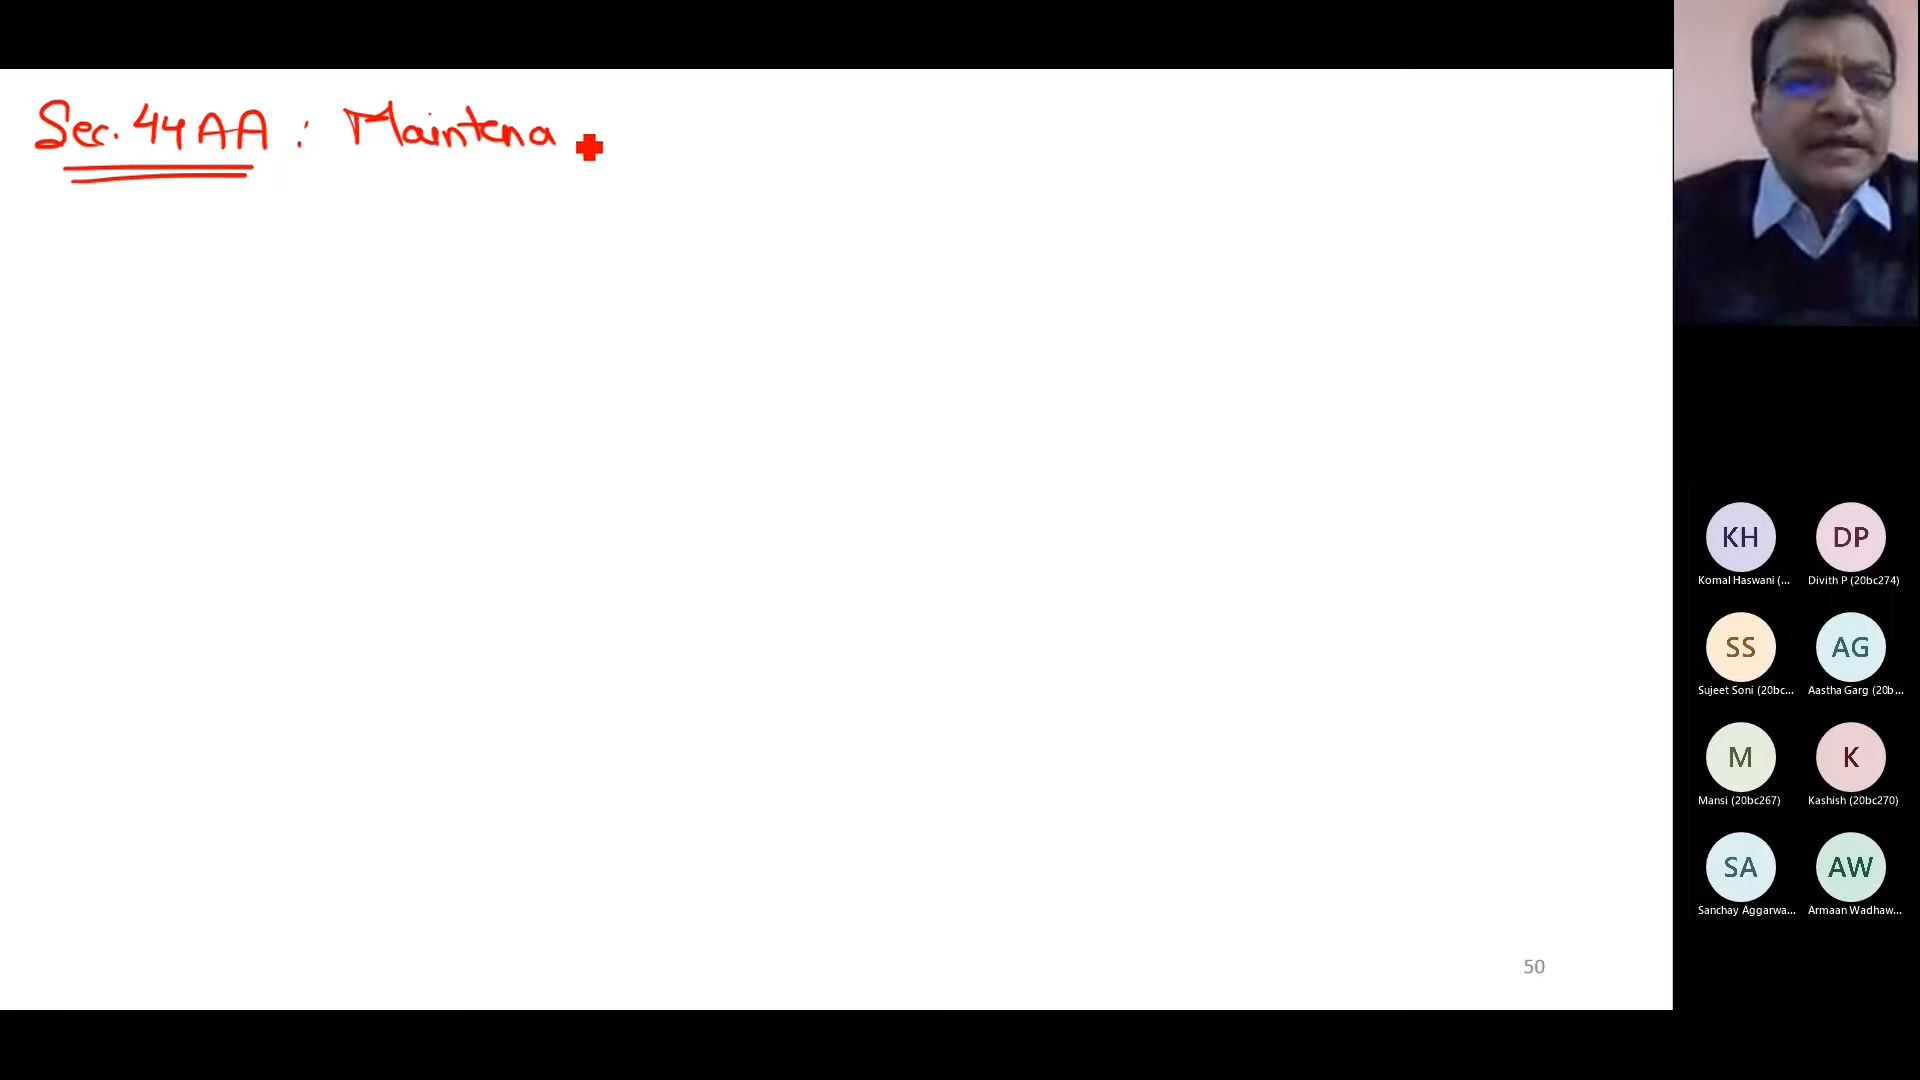 Sec. 44AA : Maintena
KH
DP
Komal Haswani (...
Divith P (20bc274)
SS
AG
Sujeet Soni (20bc...
Aastha Garg (20b...
M
K
Mansi (20bc267)
Kashish (20bc270)
SA
AW
Sanchay Aggarwa...
Armaan Wadhaw...
50